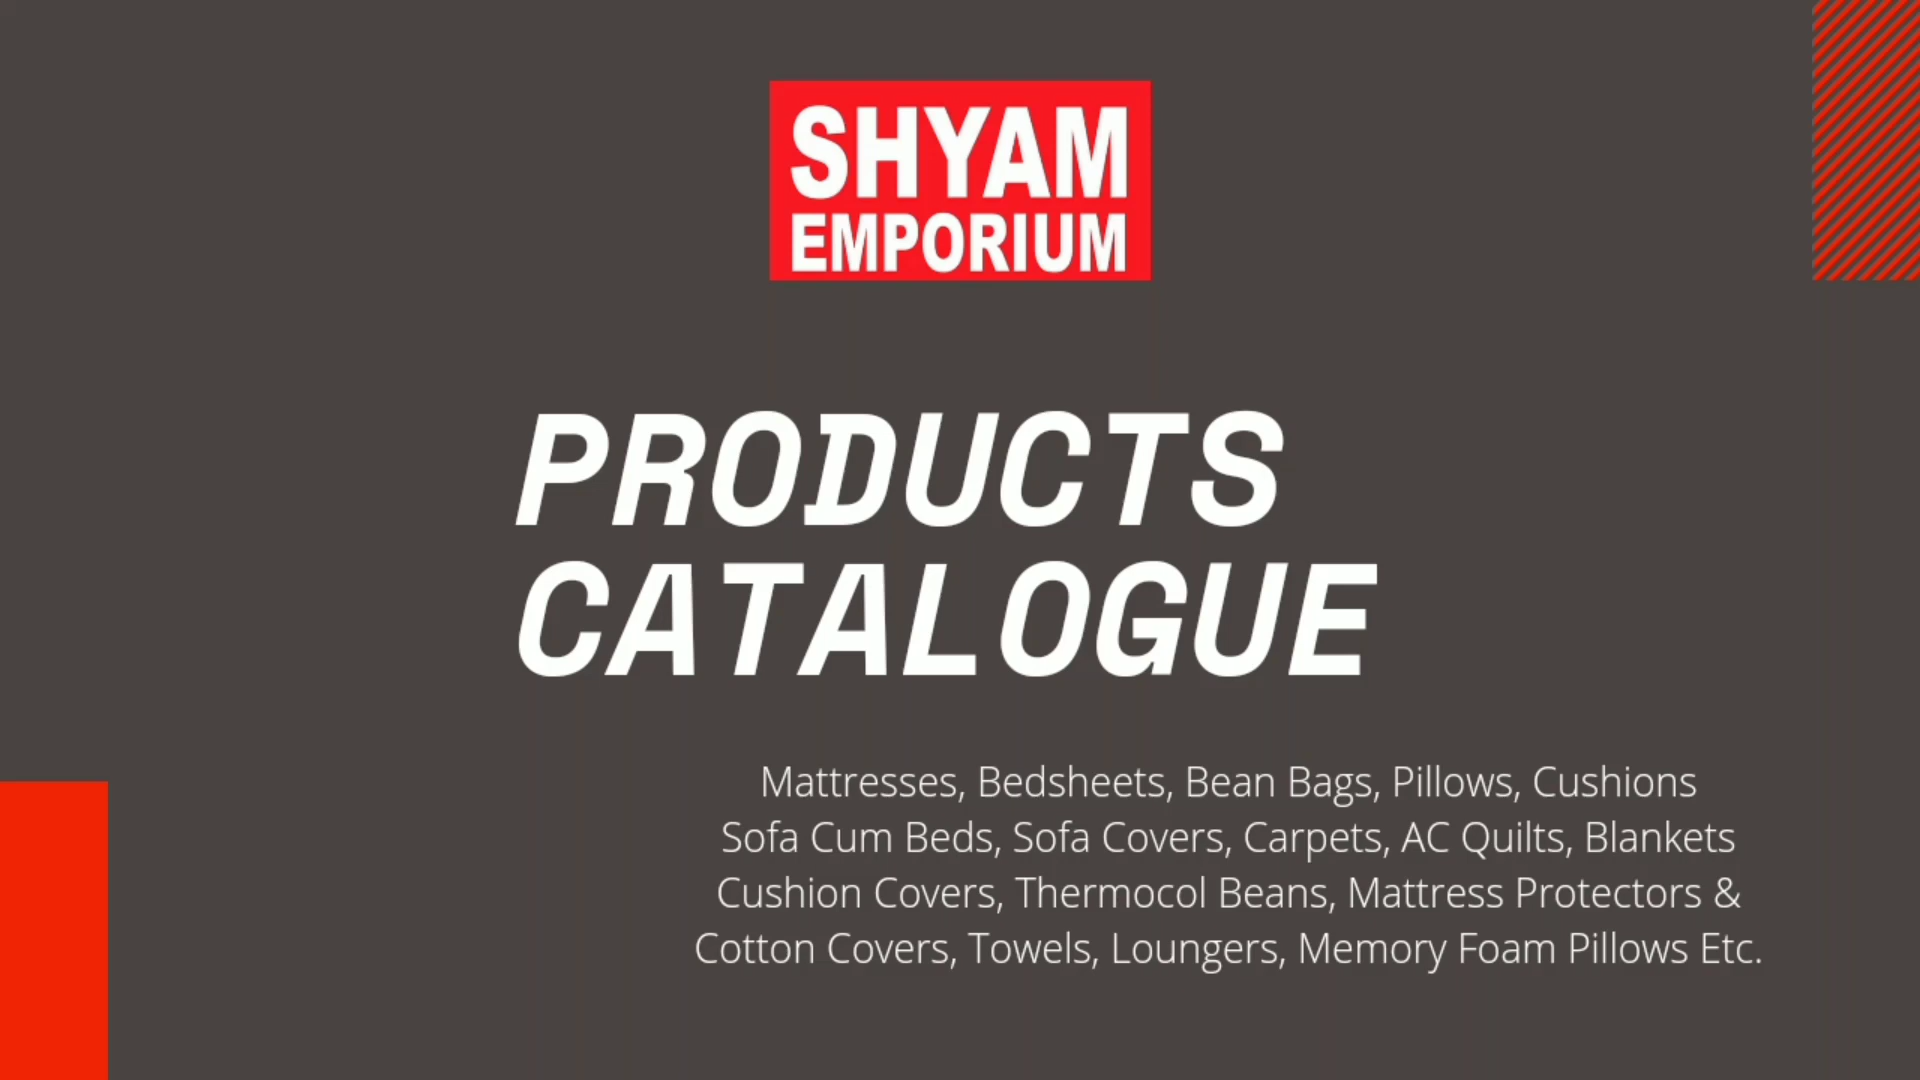 SHYAM
EMPORIUM
PRODUCTS
CATALOGUE
Mattresses, Bedsheets, Bean Bags, Pillows, Cushions
Sofa Cum Beds, Sofa Covers, Carpets, AC Quilts, Blankets
Cushion Covers, Thermocol Beans, Mattress Protectors &
Cotton Covers, Towels, Loungers, Memory Foam Pillows Etc.